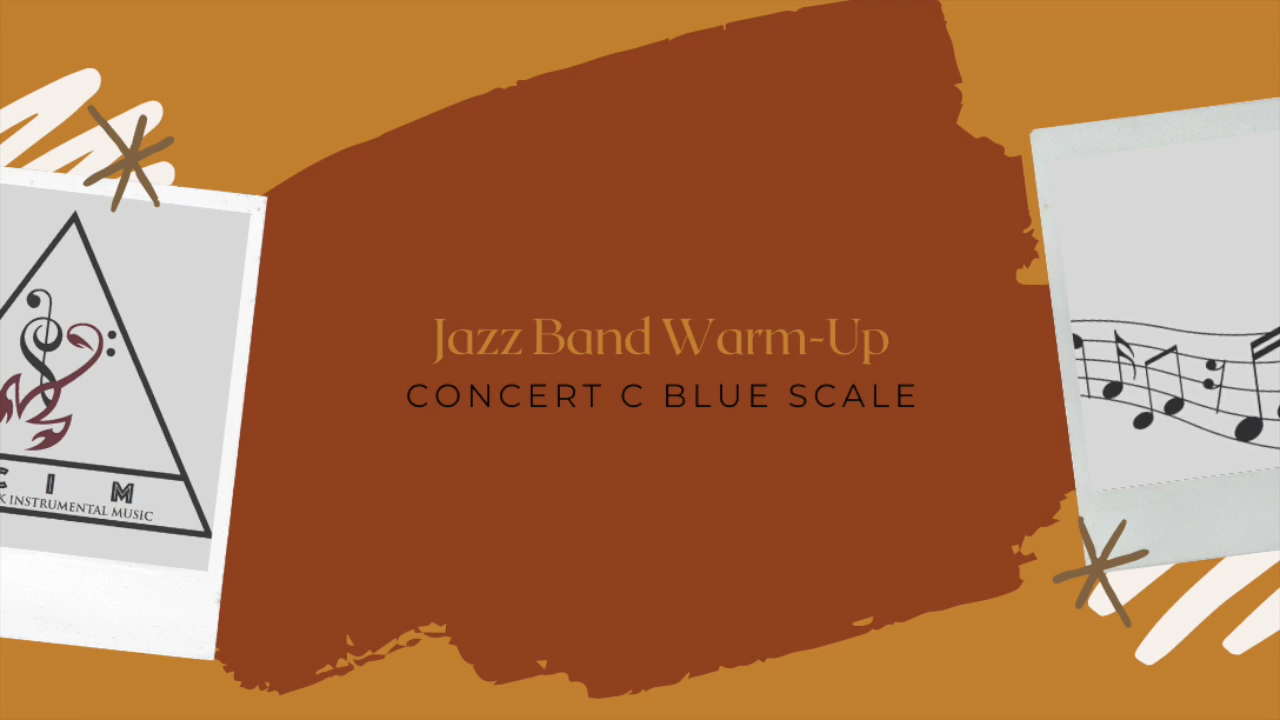 Jazz Band Warm-Up
CONCERT C BLUE SCALE
I M
INSTRUMENTAL MUSIC